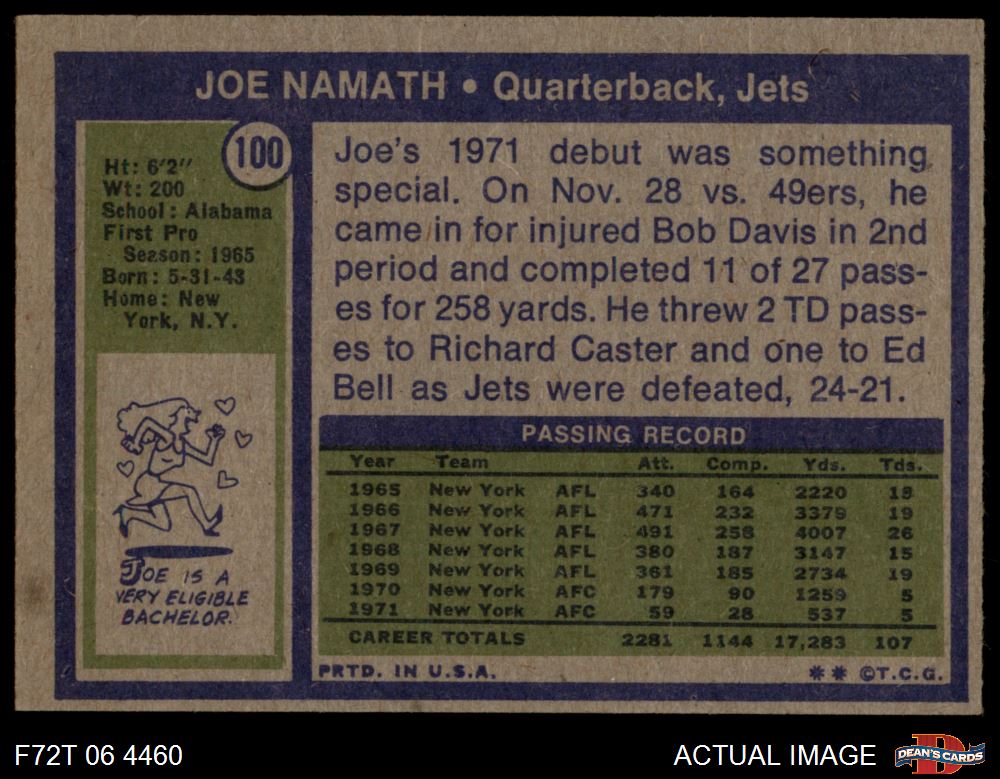 JOE NAMATH • Quarterback, Jets
100
Ht: 6'2"
Wt: 200
School: Alabama
First Pro
Season: 1965
Born: 5-31-43
Home: New
York, N.Y.
JOE IS A
VERY ELIGIBLE
BACHELOR.
Joe's 1971 debut was something
special. On Nov. 28 vs. 49ers, he
came in for injured Bob Davis in 2nd
period and completed 11 of 27 pass-
es for 258 yards. He threw 2 TD pass-
es to Richard Caster and one to Ed
Bell as Jets were defeated, 24-21.
PASSING RECORD
Year Team Att. Comp. Yds. Tds.
1965 New York AFL 340 164 2220 18
1966 New York AFL 471 232 3379 19
1967 New York AFL 491 258 4007 26
1968 New York AFL 380 187 3147 15
1969 New York AFL 361 185 2734 19
1970 New York AFC 179 90 1259 5
1971 New York AFC 59 28 537 5
CAREER TOTALS 2281 1144 17,283 107
PRTD. IN U.S.A. ** ©T.C.G.
F72T 06 4460 ACTUAL IMAGE DEAN'S CARDS